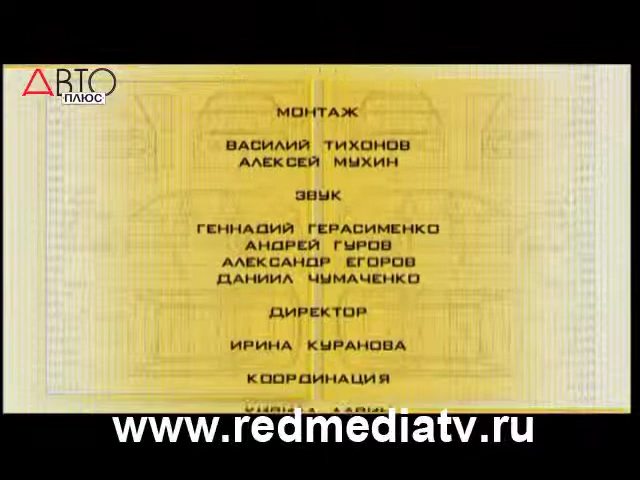 АВТО
ПЛЮС
МОНТАЖ
ВАСИЛИЙ ТИХОНОВ
АЛЕКСЕЙ МУХИН
ЗВУК
ГЕННАДИЙ ГЕРАСИМЕНКО
АНДРЕЙ ГУРОВ
АЛЕКСАНДР ЕГОРОВ
ДАНИИЛ ЧУМАЧЕНКО
ДИРЕКТОР
ИРИНА КУРАНОВА
КООРДИНАЦИЯ
www.redmediatv.ru